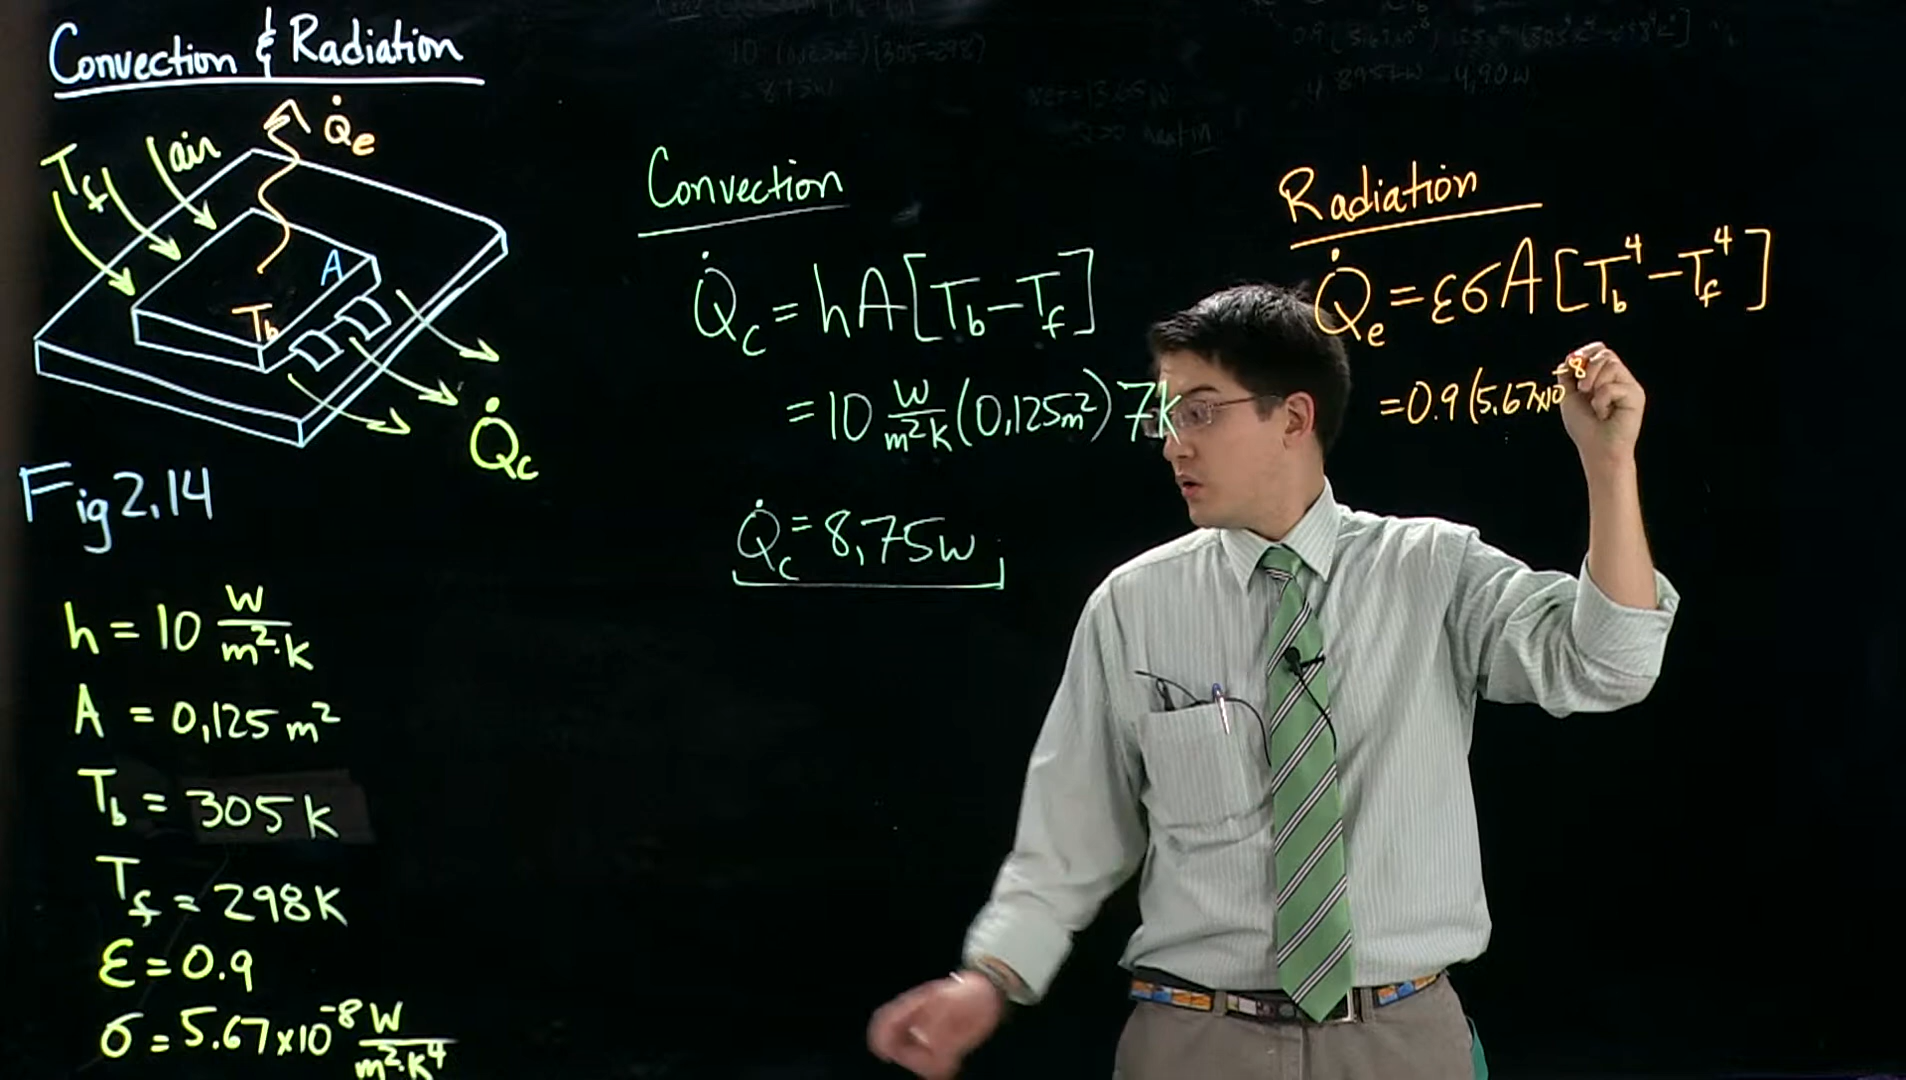 Convection & Radiation
Q̇e
Tf
air
A
Tb
Q̇c
Fig 2.14
h = 10 W/m²·K
A = 0,125 m²
Tb = 305 K
Tf = 298 K
ε = 0.9
σ = 5.67x10⁻⁸ W/m²·K⁴
Convection
Q̇c = hA[Tb − Tf]
= 10 W/m²K (0,125m²) 7K
Q̇c = 8,75 W
Radiation
Q̇e = εσA[Tb⁴ − Tf⁴]
= 0.9 (5.67x10⁻⁸